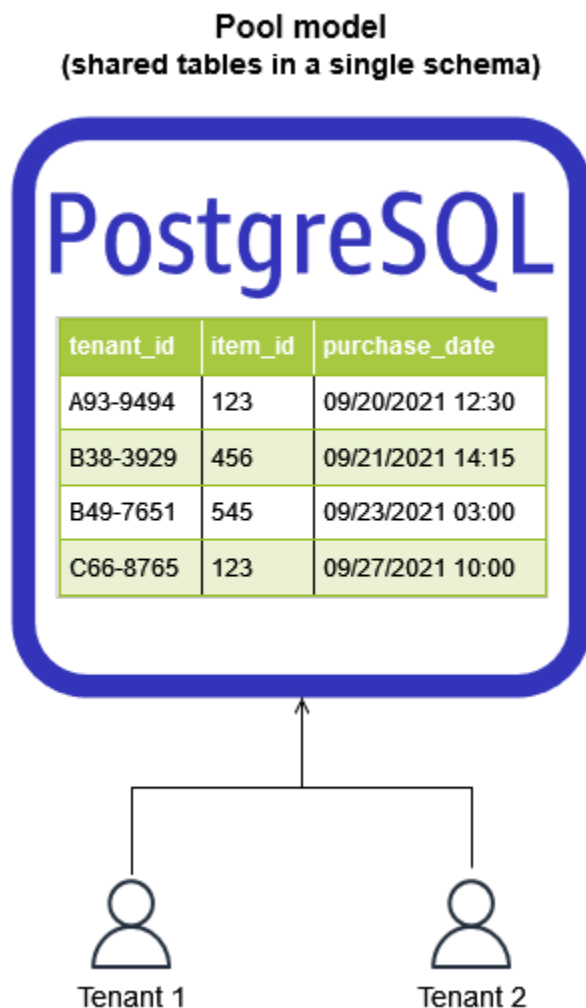 Pool model
(shared tables in a single schema)
PostgreSQL
tenant_id item_id purchase_date
A93-9494 123 09/20/2021 12:30
B38-3929 456 09/21/2021 14:15
B49-7651 545 09/23/2021 03:00
C66-8765 123 09/27/2021 10:00
Tenant 1 Tenant 2